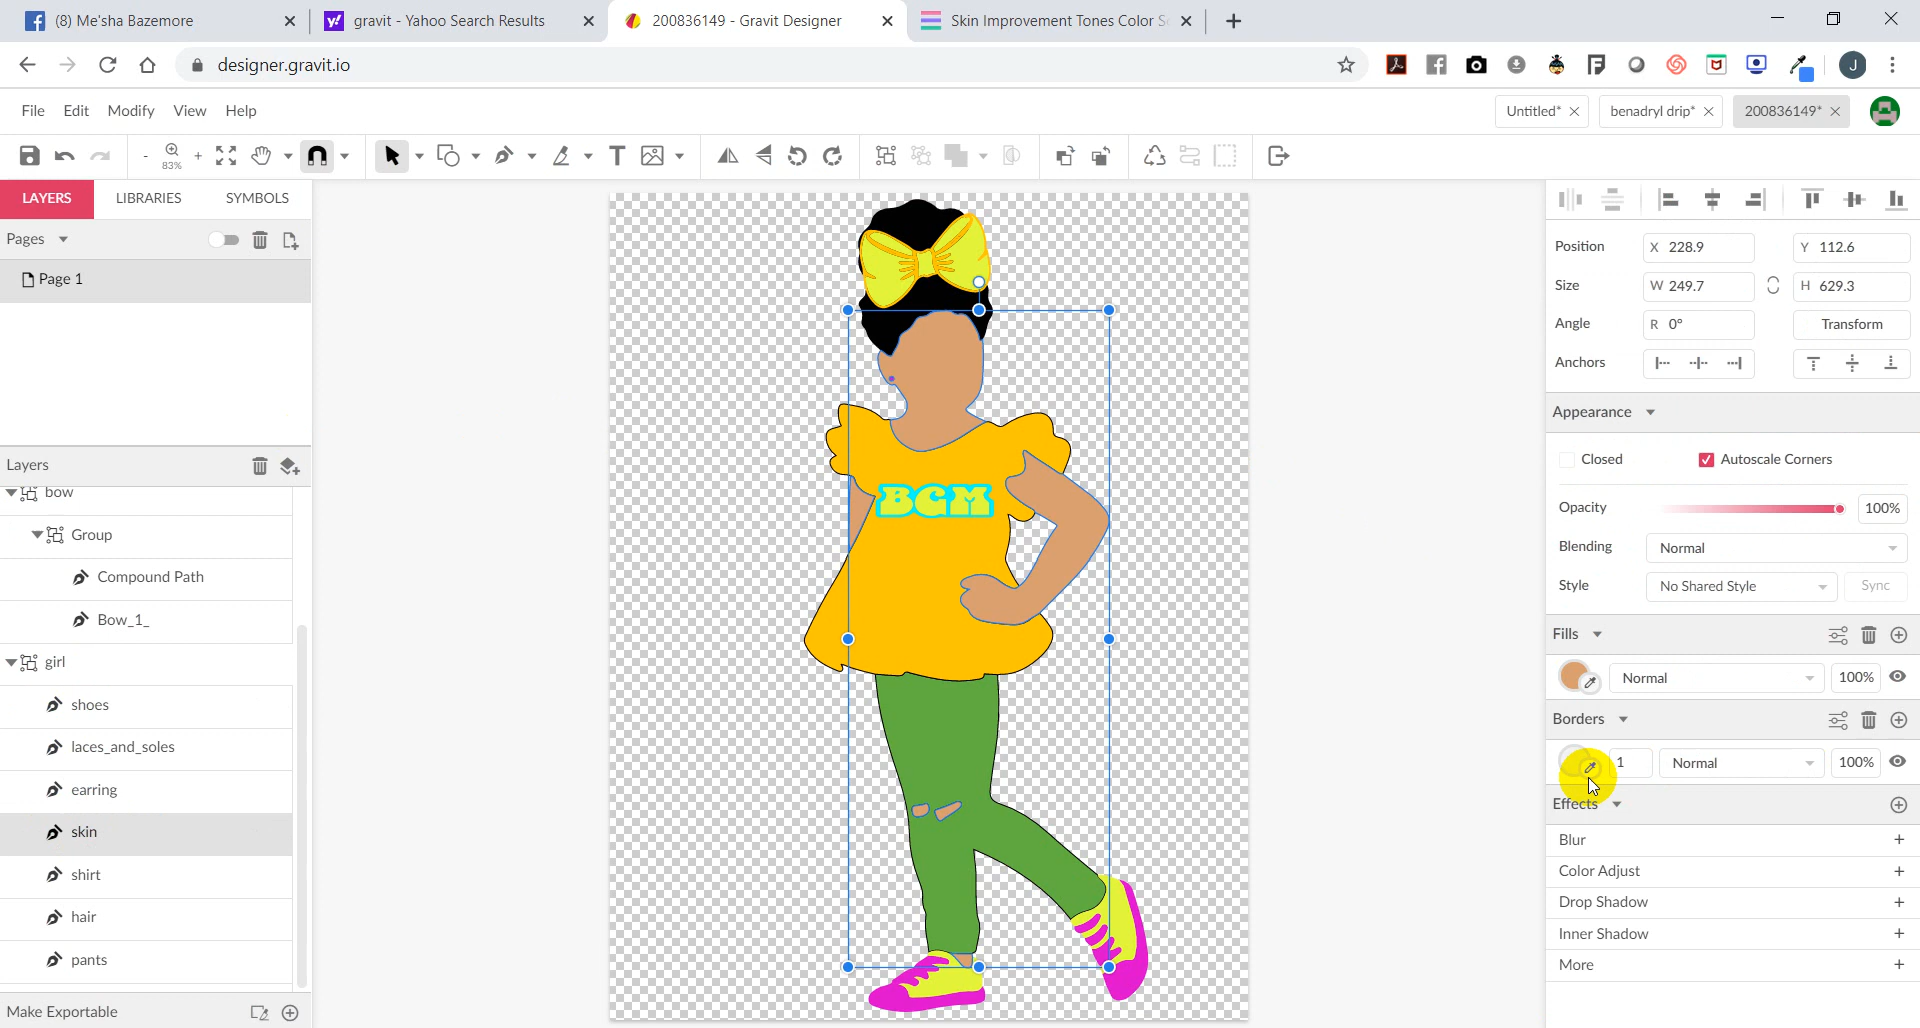 (8) Me'sha Bazemore
gravit - Yahoo Search Results
200836149 - Gravit Designer
Skin Improvement Tones Color Sc
designer.gravit.io
J
File Edit Modify View Help
Untitled*
benadryl drip*
200836149*
- 83% +
LAYERS LIBRARIES SYMBOLS
Pages
Page 1
Layers
bow
Group
Compound Path
Bow_1_
girl
shoes
laces_and_soles
earring
skin
shirt
hair
pants
Make Exportable
BGM
Position X 228.9 Y 112.6
Size W 249.7 H 629.3
Angle R 0° Transform
Anchors
Appearance
Closed Autoscale Corners
Opacity 100%
Blending Normal
Style No Shared Style Sync
Fills
Normal 100%
Borders
1 Normal 100%
Effects
Blur +
Color Adjust +
Drop Shadow +
Inner Shadow +
More +